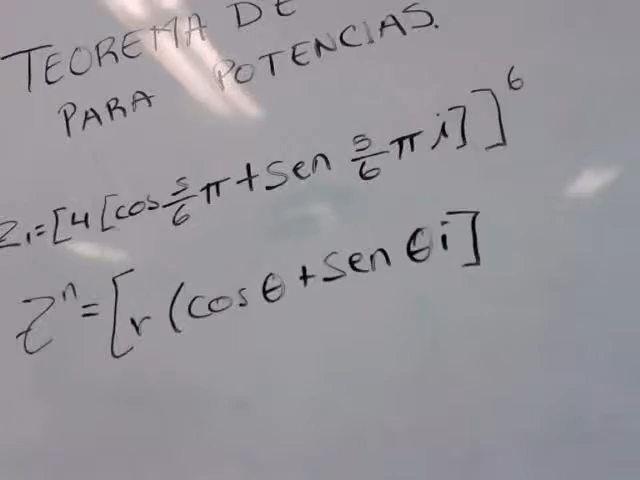 TEOREMA DE
PARA POTENCIAS.
Z₁=[4[cos 5/6 π + Sen 5/6 π i]]⁶
Zⁿ=[r (cos θ + Sen θ i]